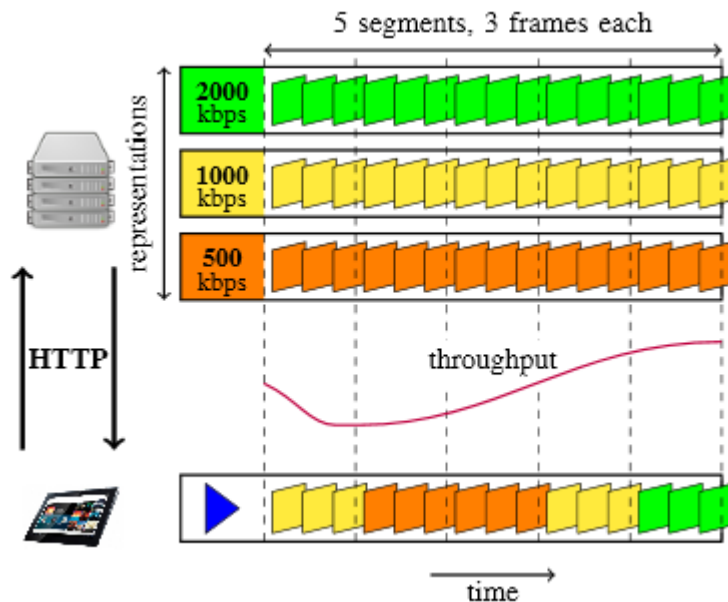 5 segments, 3 frames each
representations
2000
kbps
1000
kbps
500
kbps
throughput
HTTP
time